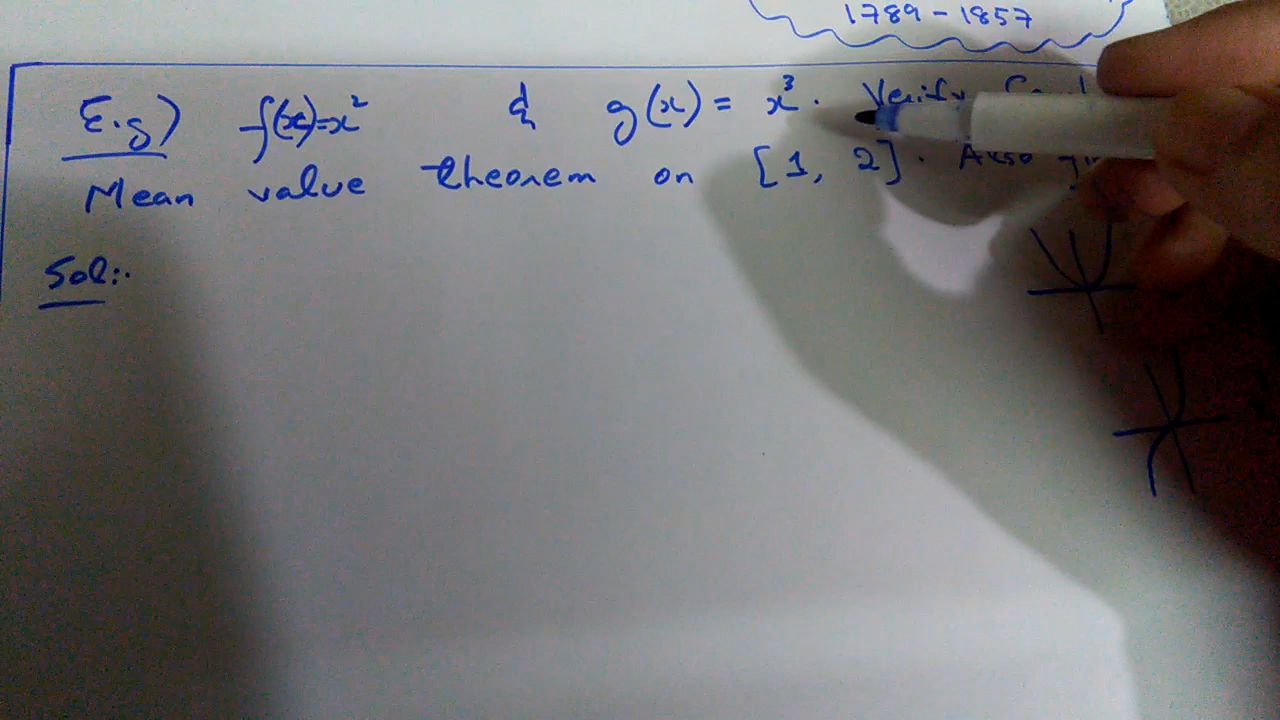 1789-1857
E.g) f(x)=x² & g(x) = x³. Verify
Mean value theorem on [1, 2]. Also
Sol:.